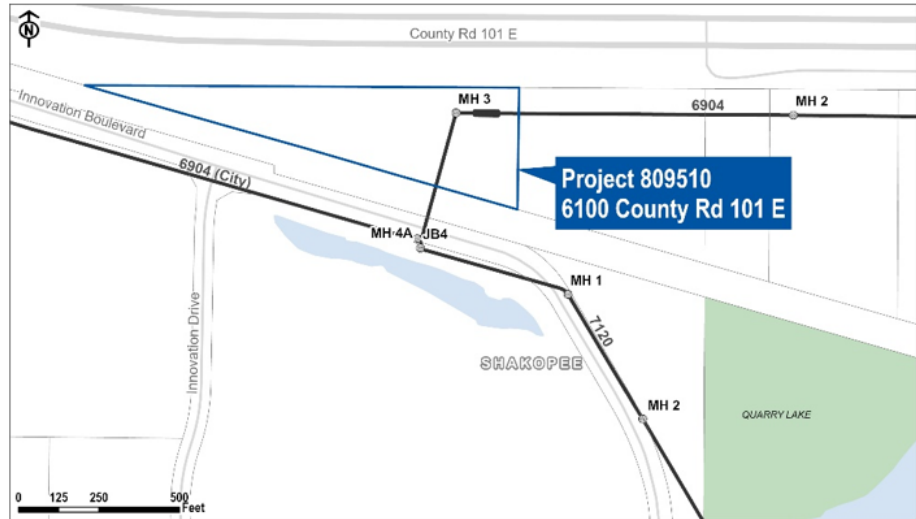 N
County Rd 101 E
MH 3
6904
MH 2
Innovation Boulevard
6904 (City)
Project 809510
6100 County Rd 101 E
MH 4A
JB4
MH 1
Innovation Drive
7120
SHAKOPEE
MH 2
QUARRY LAKE
0 125 250 500
Feet